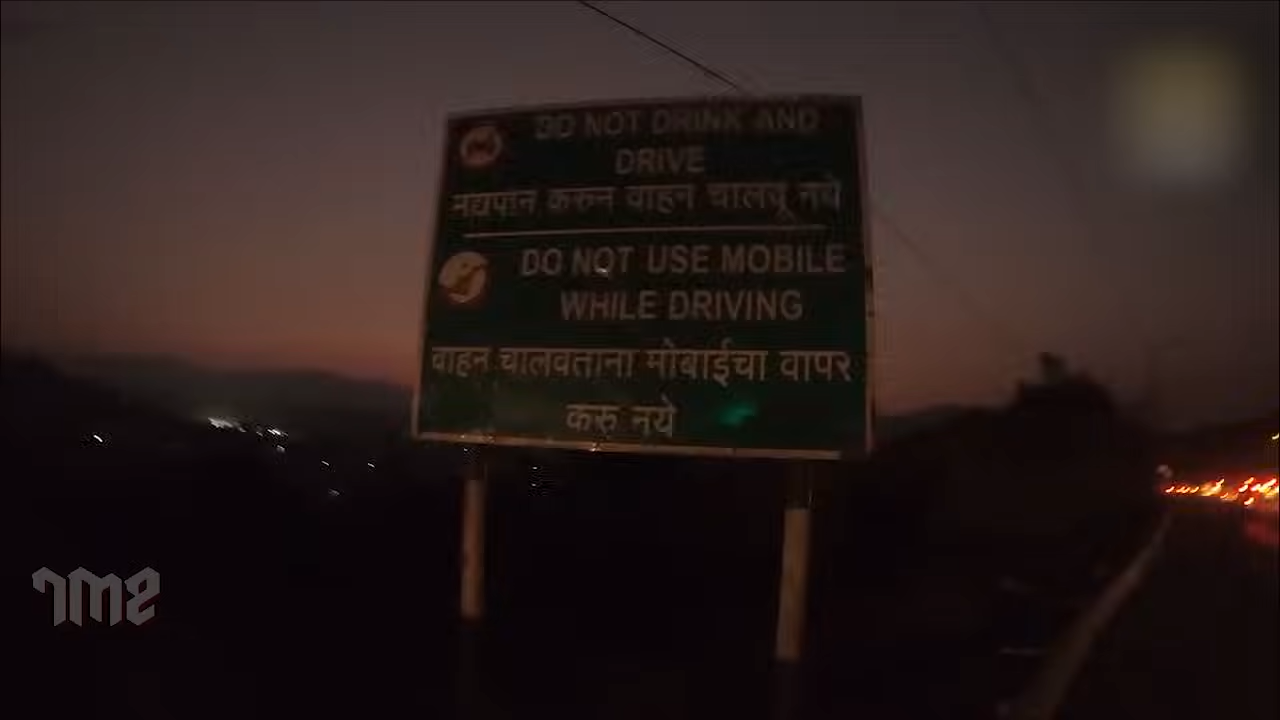 DO NOT DRINK AND
DRIVE
मद्यपान करुन वाहन चालवू नये
DO NOT USE MOBILE
WHILE DRIVING
वाहन चालवताना मोबाईचा वापर
करू नये